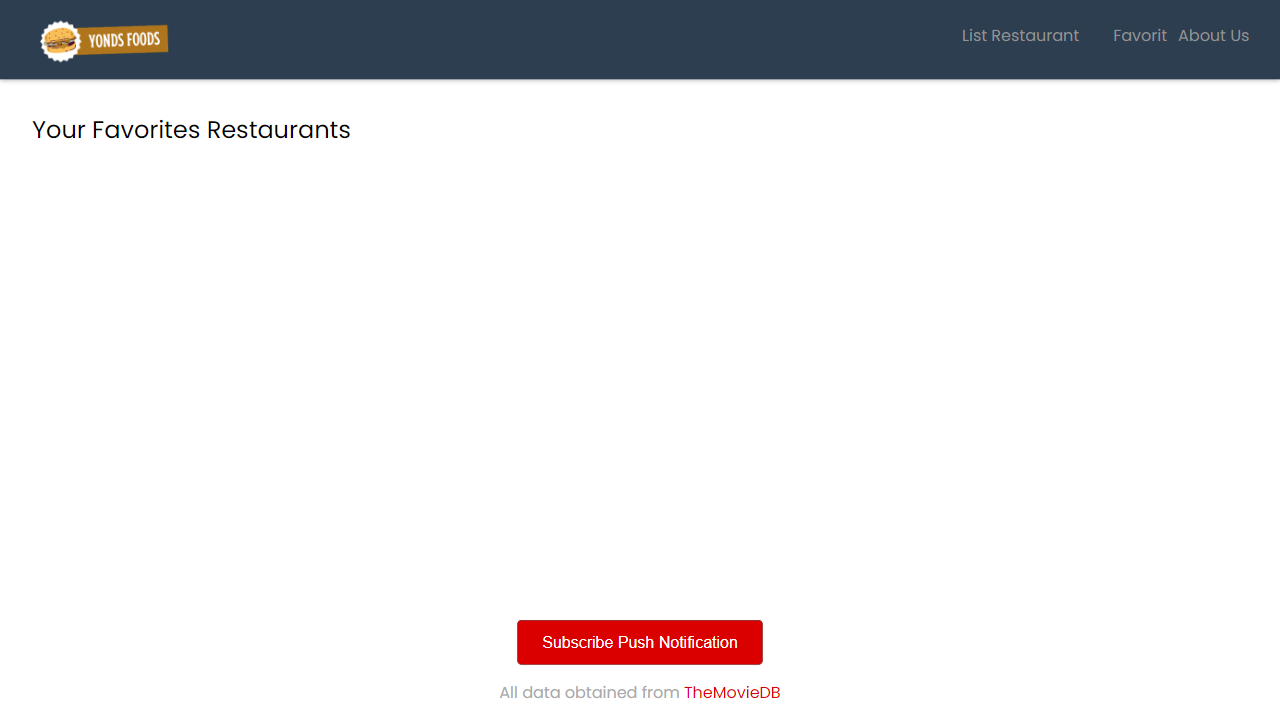 YONDS FOODS
List Restaurant Favorit About Us
Your Favorites Restaurants
Subscribe Push Notification
All data obtained from TheMovieDB